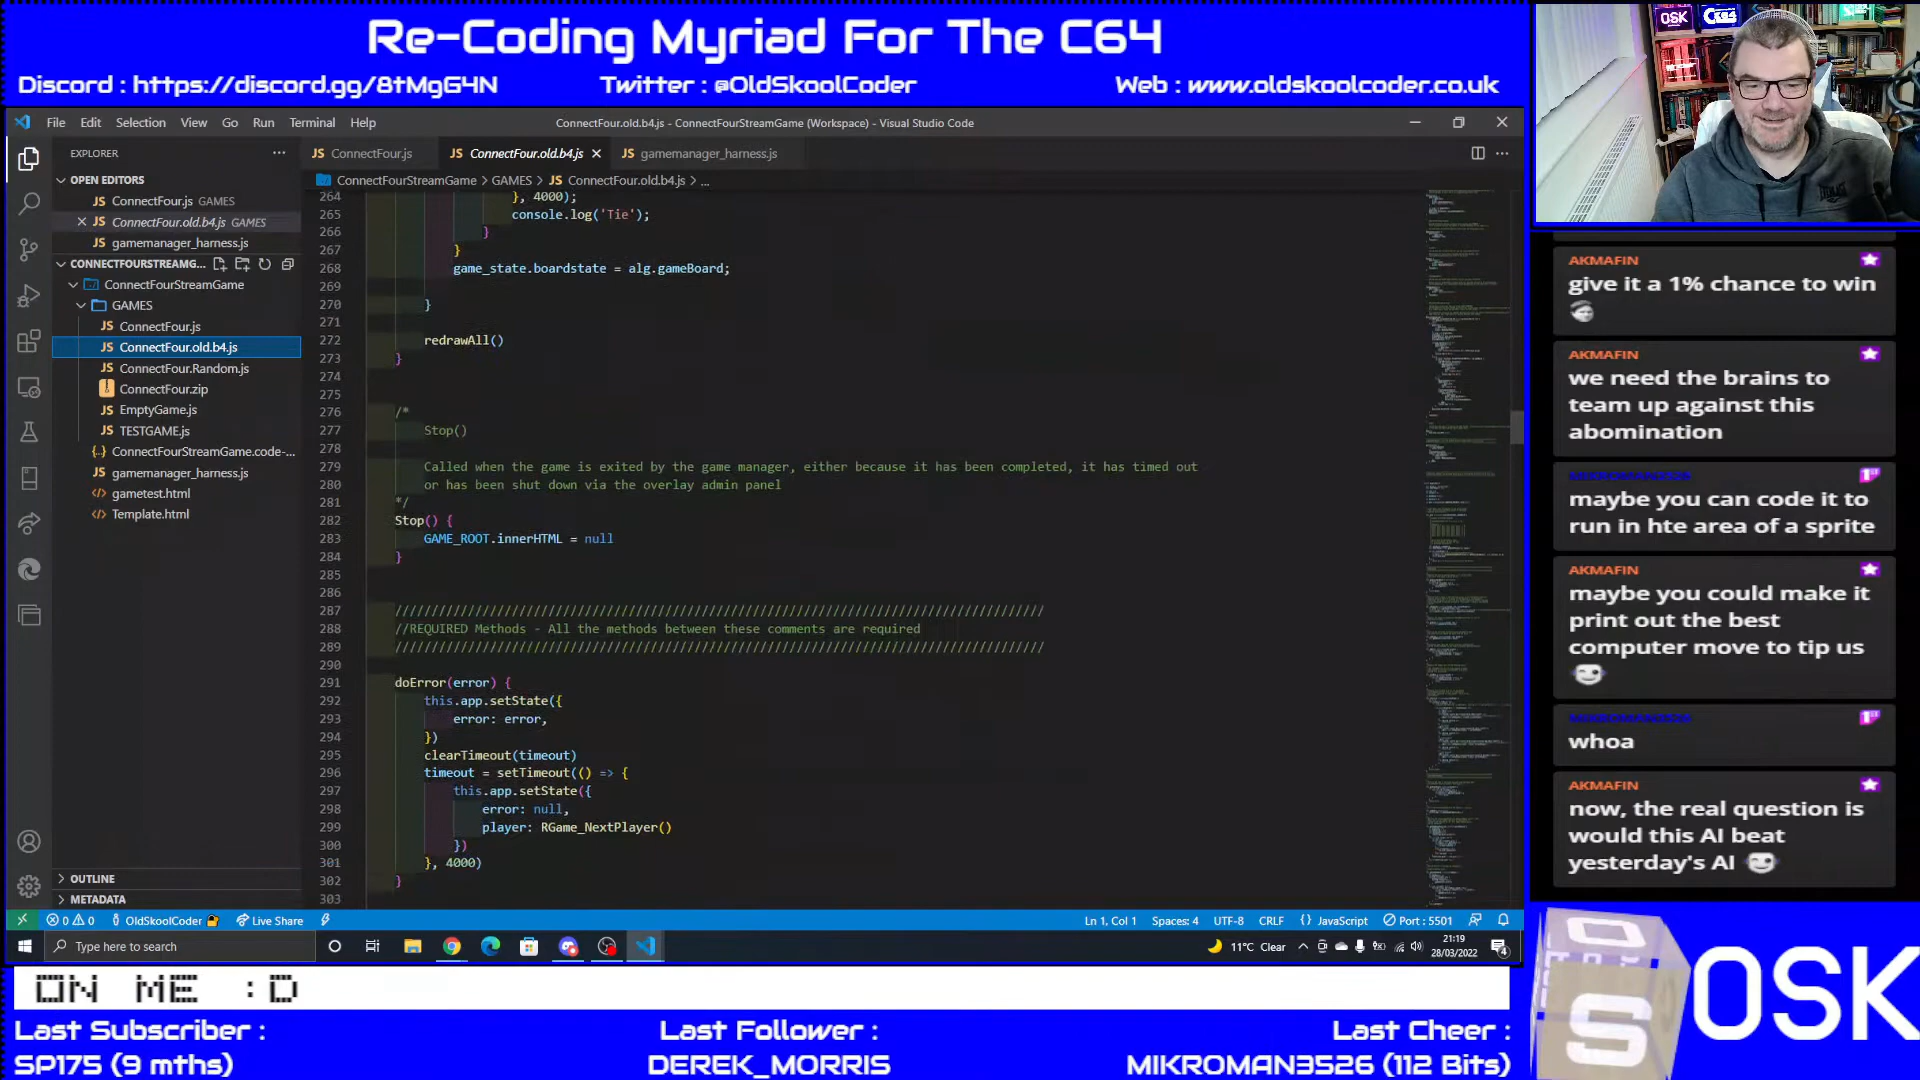 Re-Coding Myriad For The C64
Discord : https://discord.gg/8tMgG4N
Twitter : @OldSkoolCoder
Web : www.oldskoolcoder.co.uk
File Edit Selection View Go Run Terminal Help
ConnectFour.old.b4.js - ConnectFourStreamGame (Workspace) - Visual Studio Code
EXPLORER
JS ConnectFour.js
JS ConnectFour.old.b4.js
JS gamemanager_harness.js
OPEN EDITORS
JS ConnectFour.js GAMES
JS ConnectFour.old.b4.js GAMES
JS gamemanager_harness.js
CONNECTFOURSTREAMG...
ConnectFourStreamGame
GAMES
JS ConnectFour.js
JS ConnectFour.old.b4.js
JS ConnectFour.Random.js
ConnectFour.zip
JS EmptyGame.js
JS TESTGAME.js
{..} ConnectFourStreamGame.code-...
JS gamemanager_harness.js
<> gametest.html
<> Template.html
OUTLINE
METADATA
ConnectFourStreamGame > GAMES > JS ConnectFour.old.b4.js > ...
264 }, 4000);
265 console.log('Tie');
266 }
267 }
268 game_state.boardstate = alg.gameBoard;
269
270 }
271
272 redrawAll()
273 }
274
275
276 /*
277 Stop()
278
279 Called when the game is exited by the game manager, either because it has been completed, it has timed out
280 or has been shut down via the overlay admin panel
281 */
282 Stop() {
283 GAME_ROOT.innerHTML = null
284 }
285
286
287 //////////////////////////////////////////////////////////////////////////////////////////
288 //REQUIRED Methods - All the methods between these comments are required
289 //////////////////////////////////////////////////////////////////////////////////////////
290
291 doError(error) {
292 this.app.setState({
293 error: error,
294 })
295 clearTimeout(timeout)
296 timeout = setTimeout(() => {
297 this.app.setState({
298 error: null,
299 player: RGame_NextPlayer()
300 })
301 }, 4000)
302 }
303
0 0 OldSkoolCoder Live Share
Ln 1, Col 1 Spaces: 4 UTF-8 CRLF {} JavaScript Port : 5501
Type here to search
11°C Clear
21:19
28/03/2022
4
OSK
AKMAFIN
give it a 1% chance to win
AKMAFIN
we need the brains to
team up against this
abomination
maybe you can code it to
run in hte area of a sprite
AKMAFIN
maybe you could make it
print out the best
computer move to tip us
whoa
AKMAFIN
now, the real question is
would this AI beat
yesterday's AI
ON ME :D
Last Subscriber :
SP175 (9 mths)
Last Follower :
DEREK_MORRIS
Last Cheer :
MIKROMAN3526 (112 Bits)
O
S
OSK